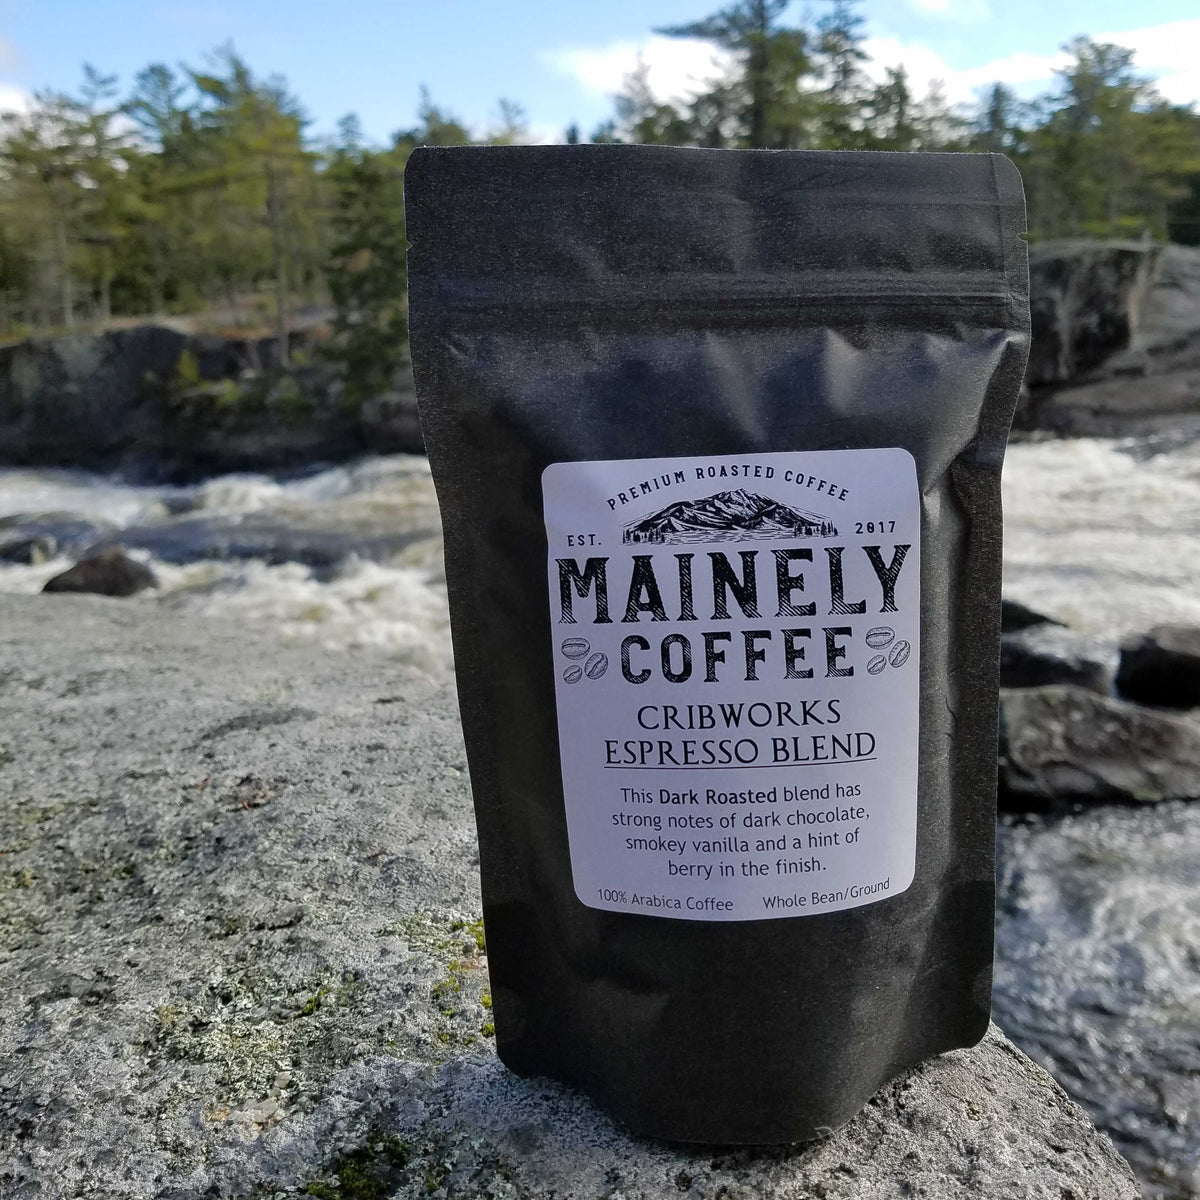 PREMIUM ROASTED COFFEE
EST. 2017
MAINELY
COFFEE
CRIBWORKS
ESPRESSO BLEND
This Dark Roasted blend has
strong notes of dark chocolate,
smokey vanilla and a hint of
berry in the finish.
100% Arabica Coffee Whole Bean/Ground